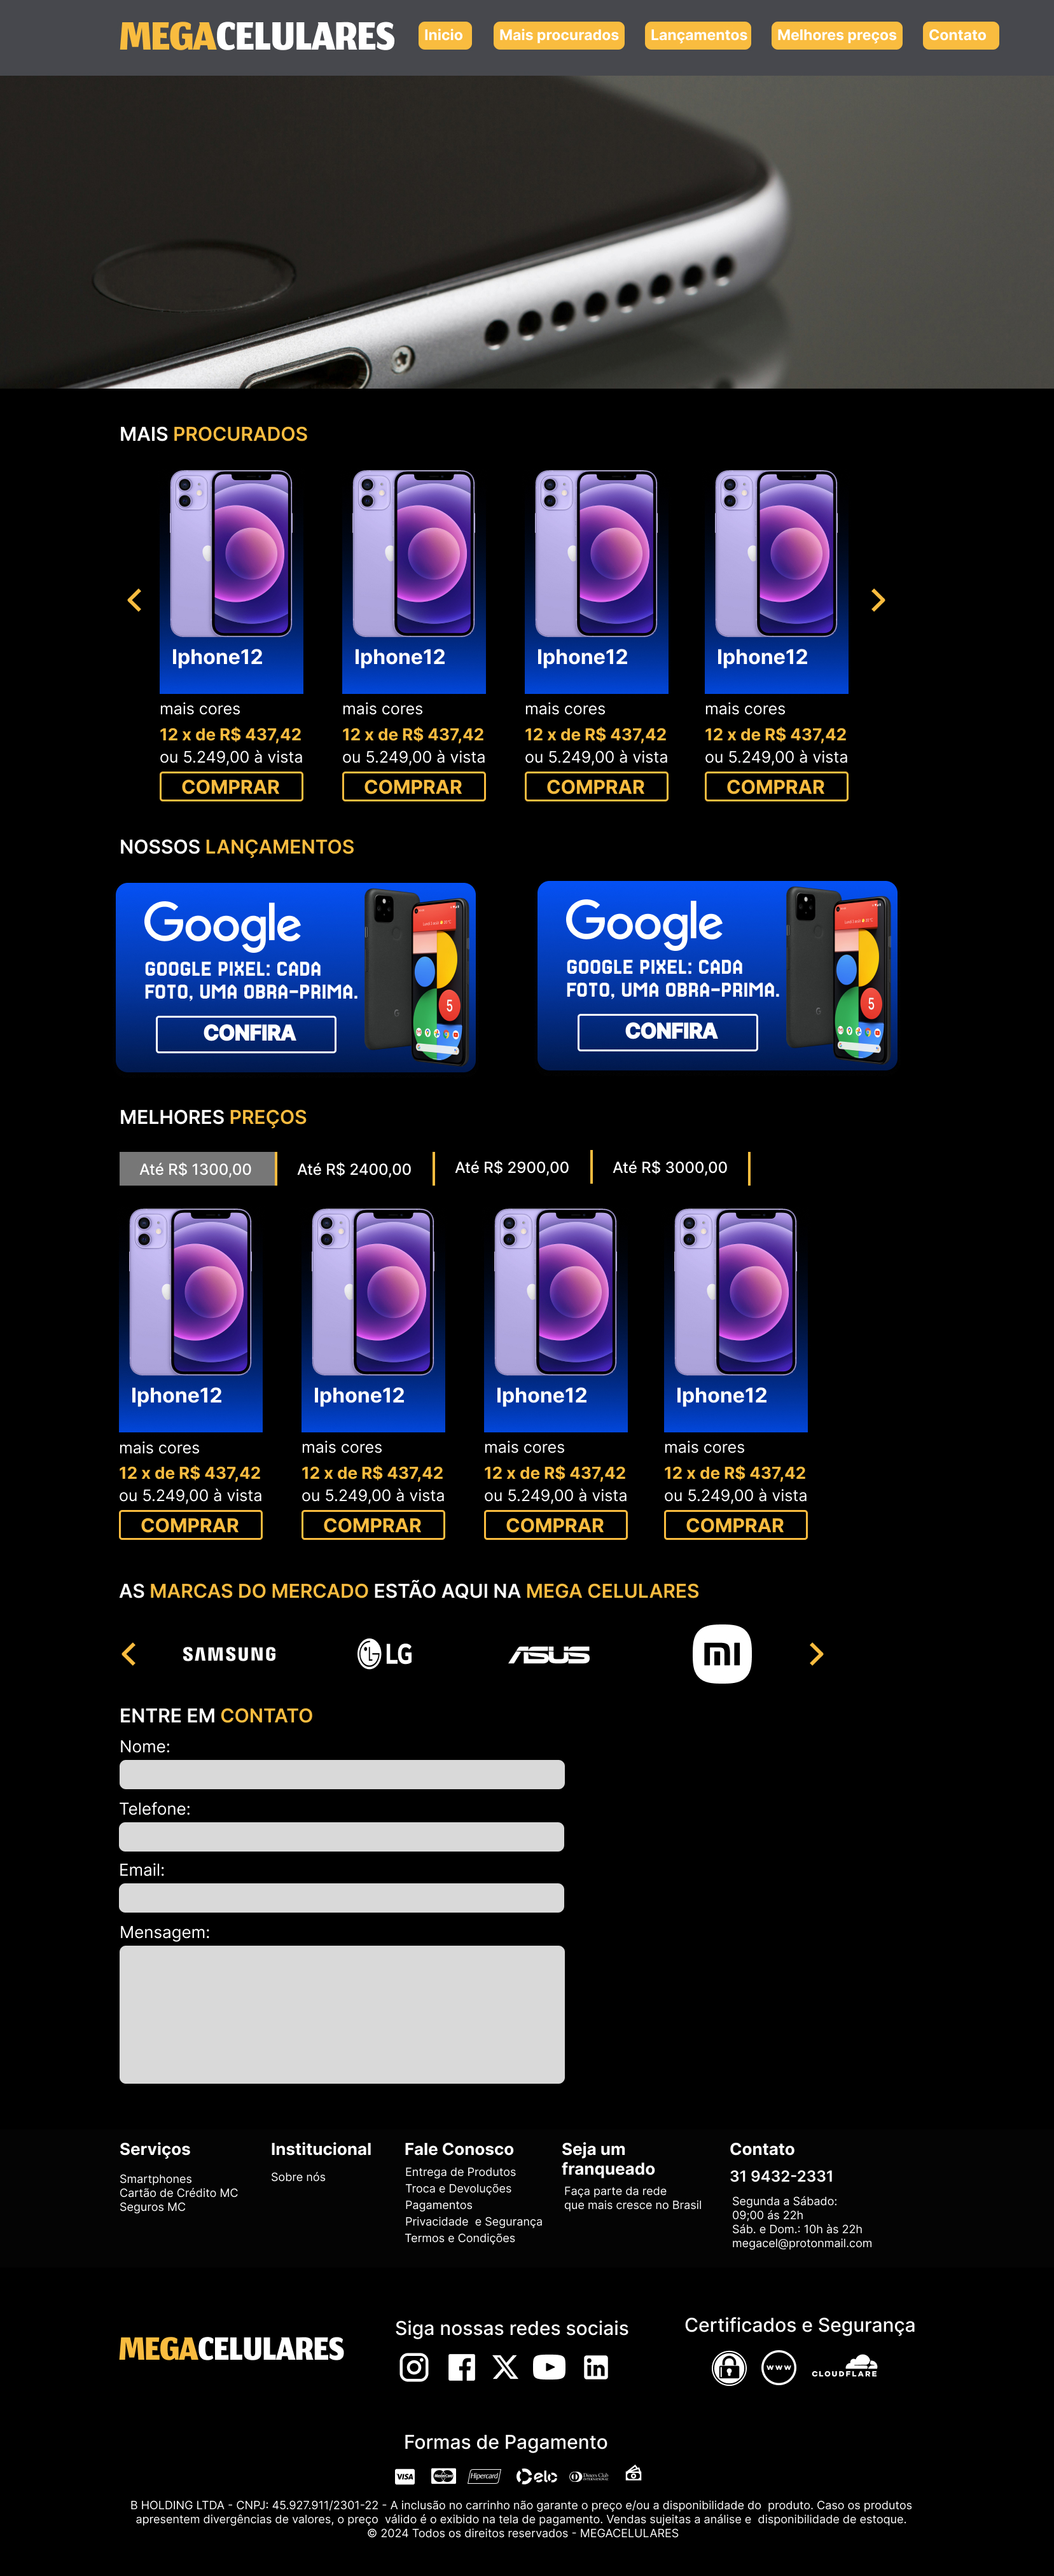 MEGACELULARES
Inicio
Mais procurados
Lançamentos
Melhores preços
Contato
MAIS PROCURADOS
Iphone12
mais cores
12 x de R$ 437,42
ou 5.249,00 à vista
COMPRAR
Iphone12
mais cores
12 x de R$ 437,42
ou 5.249,00 à vista
COMPRAR
Iphone12
mais cores
12 x de R$ 437,42
ou 5.249,00 à vista
COMPRAR
Iphone12
mais cores
12 x de R$ 437,42
ou 5.249,00 à vista
COMPRAR
NOSSOS LANÇAMENTOS
Google
GOOGLE PIXEL: CADA
FOTO, UMA OBRA-PRIMA.
CONFIRA
5
Google
GOOGLE PIXEL: CADA
FOTO, UMA OBRA-PRIMA.
CONFIRA
5
MELHORES PREÇOS
Até R$ 1300,00
Até R$ 2400,00
Até R$ 2900,00
Até R$ 3000,00
Iphone12
mais cores
12 x de R$ 437,42
ou 5.249,00 à vista
COMPRAR
Iphone12
mais cores
12 x de R$ 437,42
ou 5.249,00 à vista
COMPRAR
Iphone12
mais cores
12 x de R$ 437,42
ou 5.249,00 à vista
COMPRAR
Iphone12
mais cores
12 x de R$ 437,42
ou 5.249,00 à vista
COMPRAR
AS MARCAS DO MERCADO ESTÃO AQUI NA MEGA CELULARES
SAMSUNG
LG
ASUS
MI
ENTRE EM CONTATO
Nome:
Telefone:
Email:
Mensagem:
Serviços
Smartphones
Cartão de Crédito MC
Seguros MC
Institucional
Sobre nós
Fale Conosco
Entrega de Produtos
Troca e Devoluções
Pagamentos
Privacidade e Segurança
Termos e Condições
Seja um
franqueado
Faça parte da rede
que mais cresce no Brasil
Contato
31 9432-2331
Segunda a Sábado:
09;00 ás 22h
Sáb. e Dom.: 10h às 22h
megacel@protonmail.com
MEGACELULARES
Siga nossas redes sociais
Certificados e Segurança
WWW
CLOUDFLARE
Formas de Pagamento
VISA
MasterCard
Hipercard
elo
Diners Club
INTERNATIONAL
B HOLDING LTDA - CNPJ: 45.927.911/2301-22 - A inclusão no carrinho não garante o preço e/ou a disponibilidade do produto. Caso os produtos
apresentem divergências de valores, o preço válido é o exibido na tela de pagamento. Vendas sujeitas a análise e disponibilidade de estoque.
© 2024 Todos os direitos reservados - MEGACELULARES